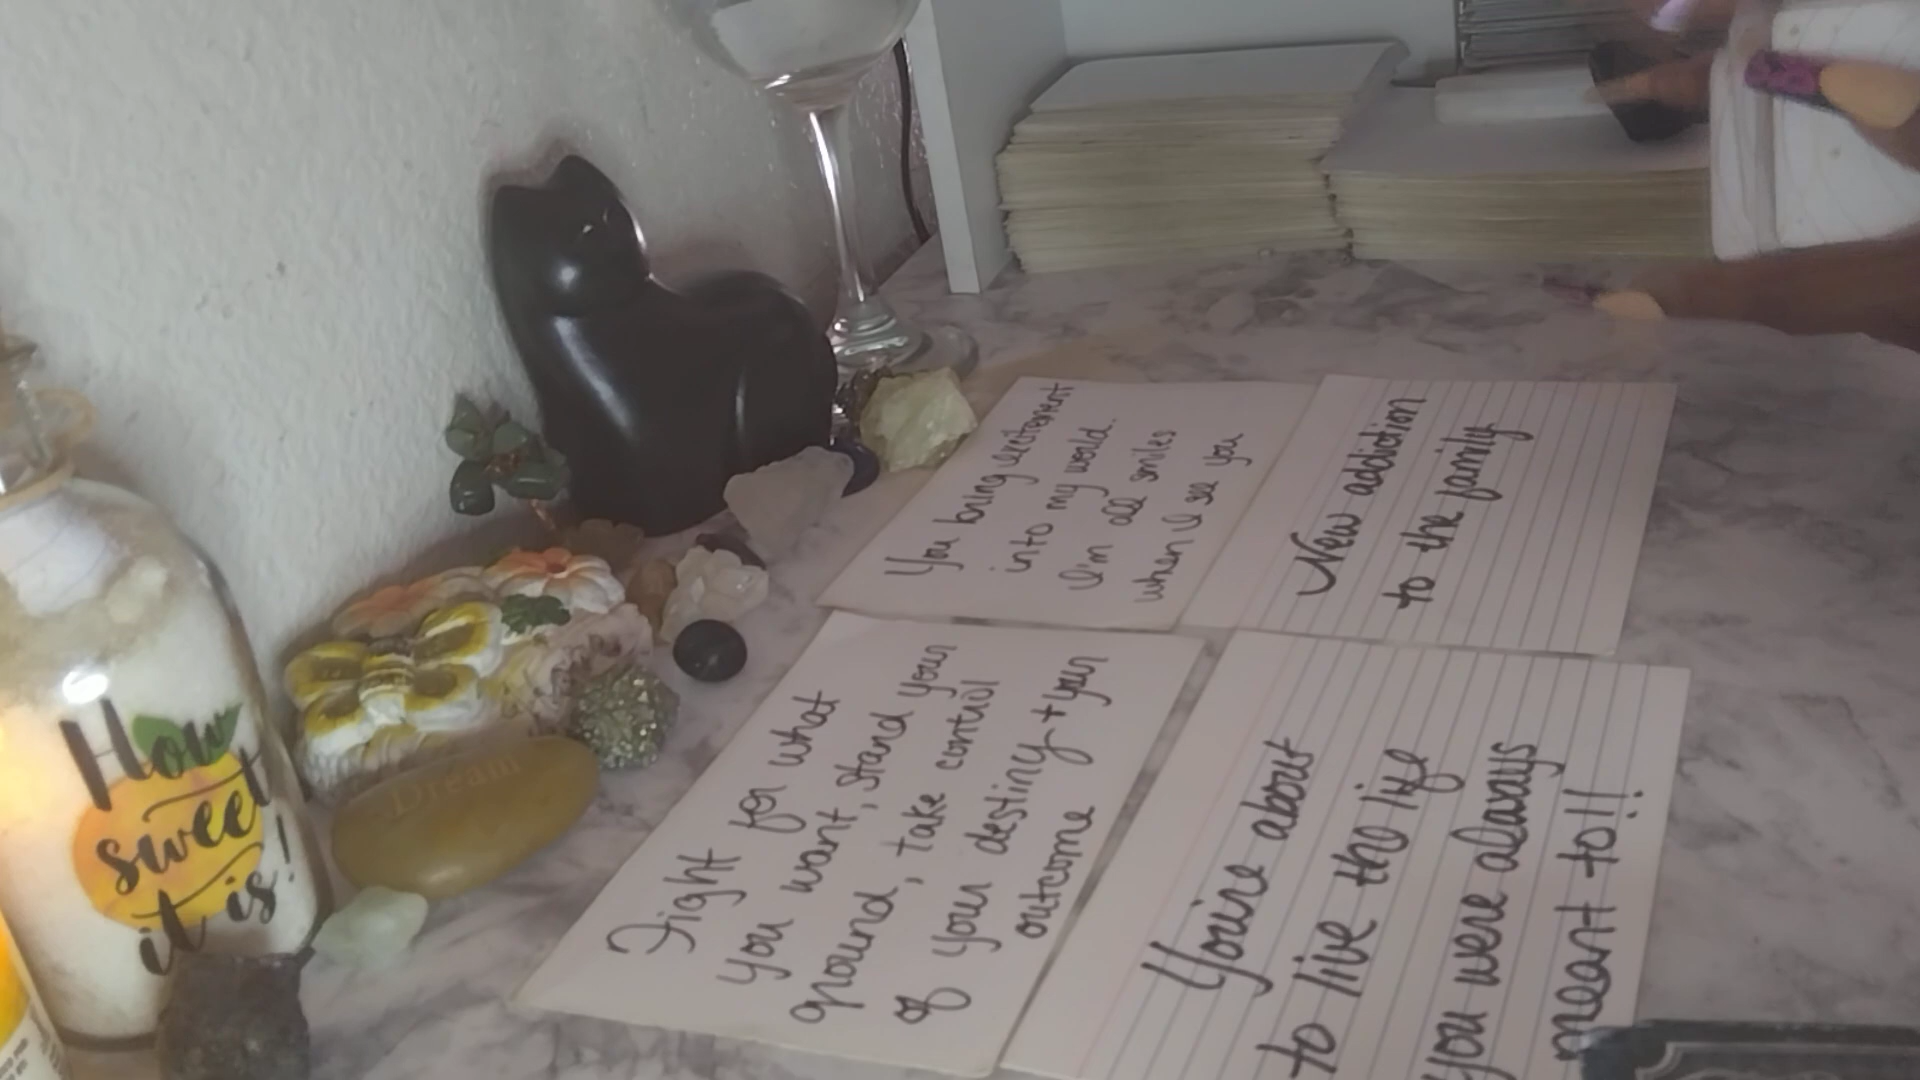 How
sweet
it is!
Dream
You bring excitement
into my world.
I'm all smiles
when I see you
New addiction
to the family
Fight for what
you want, stand your
ground, take control
of your destiny + your
outcome
You're about
to live the life
you were always
meant to!!